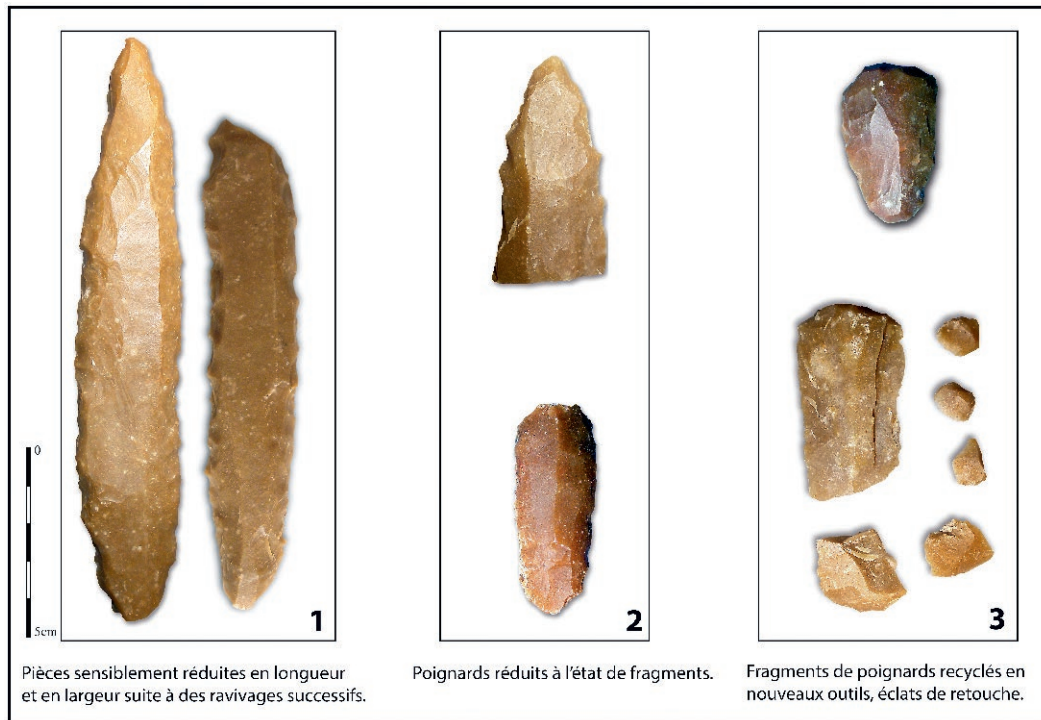 0
5cm
1
2
3
Pièces sensiblement réduites en longueur
et en largeur suite à des ravivages successifs.
Poignards réduits à l'état de fragments.
Fragments de poignards recyclés en
nouveaux outils, éclats de retouche.